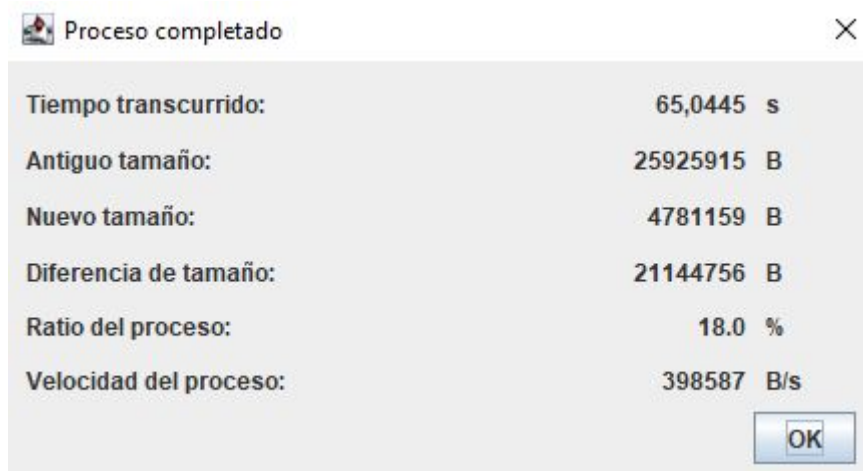 Proceso completado
Tiempo transcurrido: 65,0445 s
Antiguo tamaño: 25925915 B
Nuevo tamaño: 4781159 B
Diferencia de tamaño: 21144756 B
Ratio del proceso: 18.0 %
Velocidad del proceso: 398587 B/s
OK